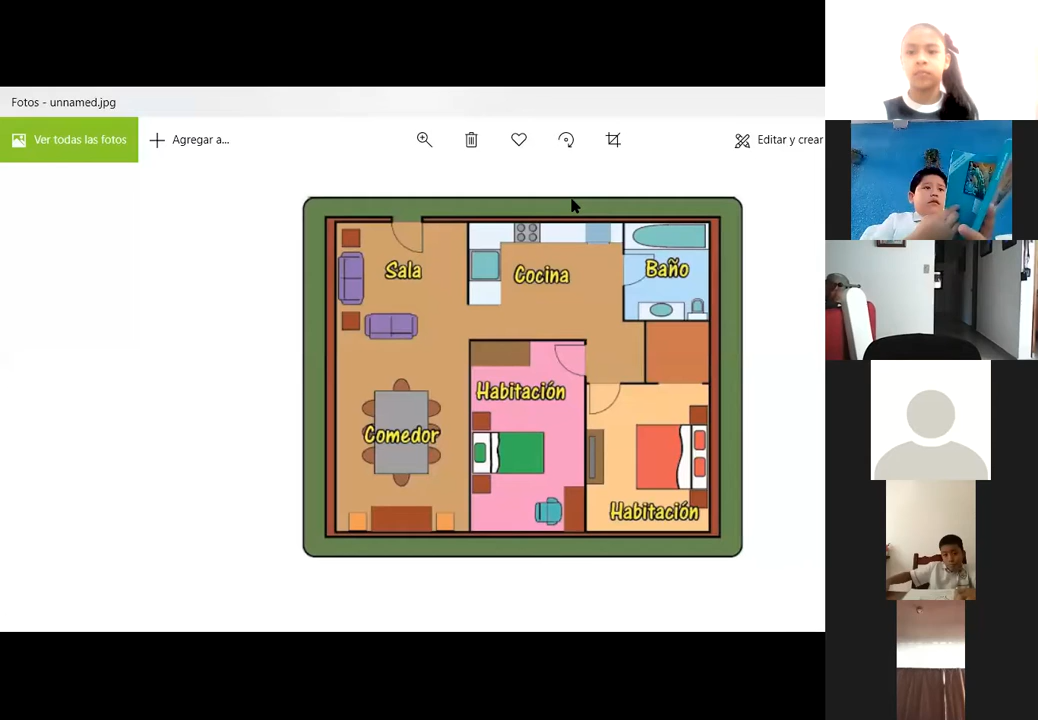 Fotos - unnamed.jpg
Ver todas las fotos
Agregar a...
Editar y crear
Sala
Cocina
Baño
Habitación
Comedor
Habitación